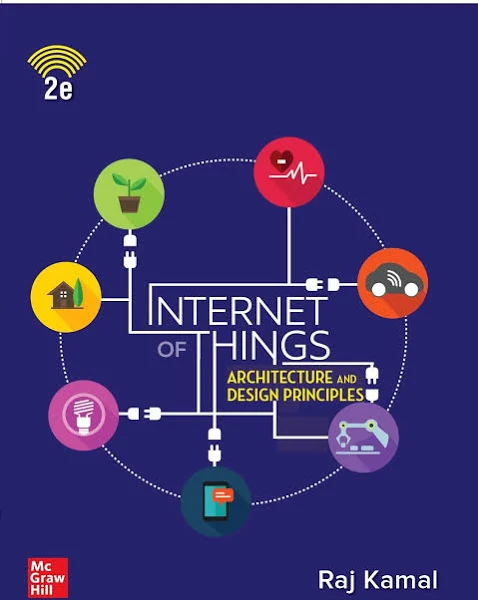 2e
INTERNET
OF THINGS
ARCHITECTURE AND
DESIGN PRINCIPLES
Mc
Graw
Hill
Raj Kamal